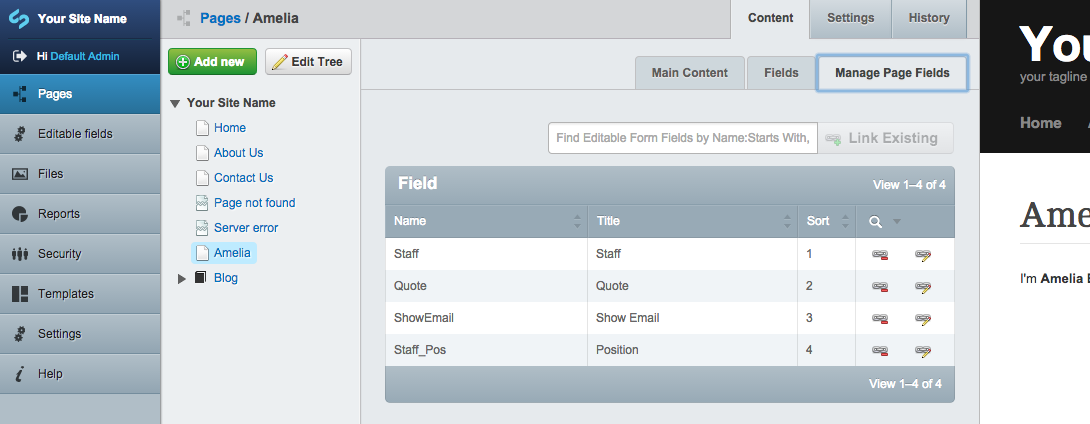 Your Site Name
Hi Default Admin
Pages
Editable fields
Files
Reports
Security
Templates
Settings
Help
Pages / Amelia
Content
Settings
History
Add new
Edit Tree
Your Site Name
Home
About Us
Contact Us
Page not found
Server error
Amelia
Blog
Main Content
Fields
Manage Page Fields
Find Editable Form Fields by Name:Starts With,
Link Existing
Field
View 1–4 of 4
Name Title Sort
Staff Staff 1
Quote Quote 2
ShowEmail Show Email 3
Staff_Pos Position 4
View 1–4 of 4
You
your tagline
Home
Ame
I'm Amelia